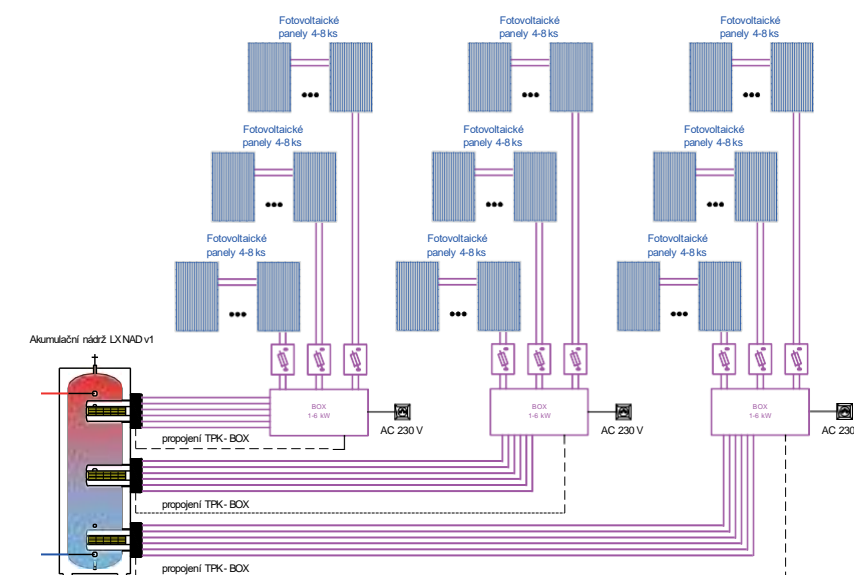 Fotovoltaické
panely 4-8 ks
Fotovoltaické
panely 4-8 ks
Fotovoltaické
panely 4-8 ks
Fotovoltaické
panely 4-8 ks
Fotovoltaické
panely 4-8 ks
Fotovoltaické
panely 4-8 ks
Fotovoltaické
panely 4-8 ks
Fotovoltaické
panely 4-8 ks
Fotovoltaické
panely 4-8 ks
Akumulační nádrž LX NAD v1
BOX
1-6 kW
BOX
1-6 kW
BOX
1-6 kW
AC 230 V
AC 230 V
AC 230
propojení TPK - BOX
propojení TPK - BOX
propojení TPK - BOX